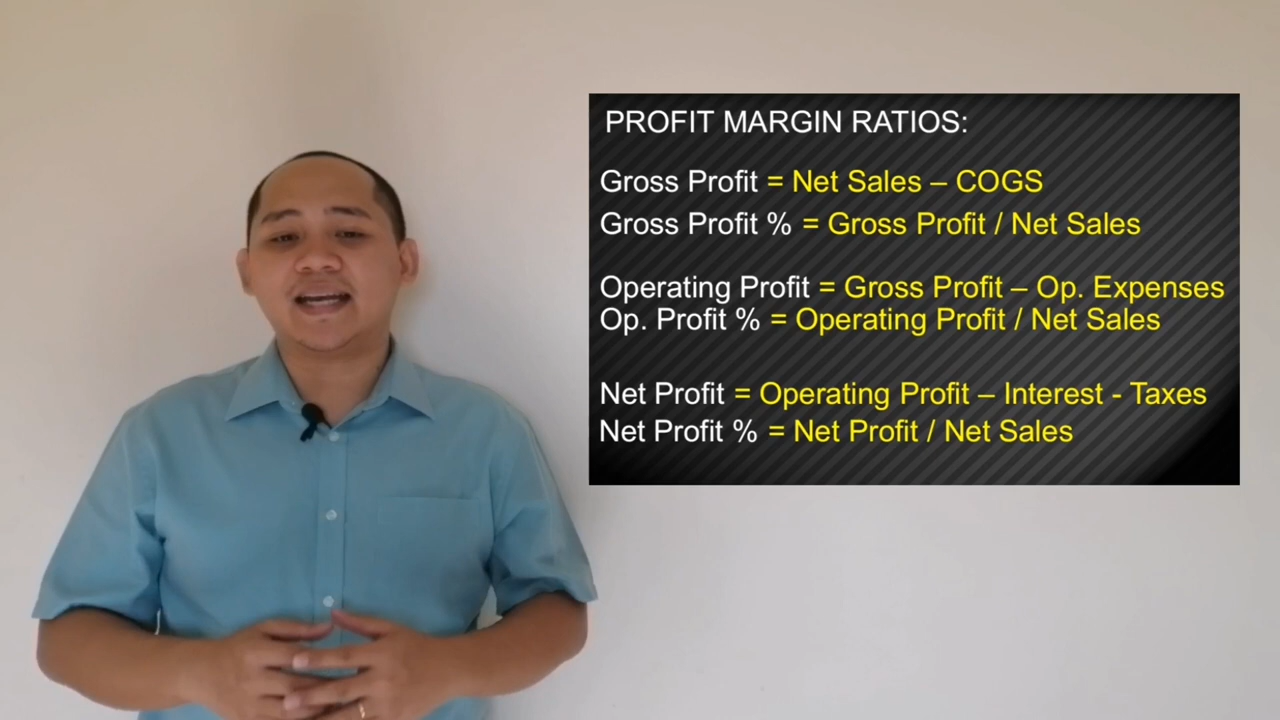 PROFIT MARGIN RATIOS:
Gross Profit = Net Sales – COGS
Gross Profit % = Gross Profit / Net Sales
Operating Profit = Gross Profit – Op. Expenses
Op. Profit % = Operating Profit / Net Sales
Net Profit = Operating Profit – Interest - Taxes
Net Profit % = Net Profit / Net Sales